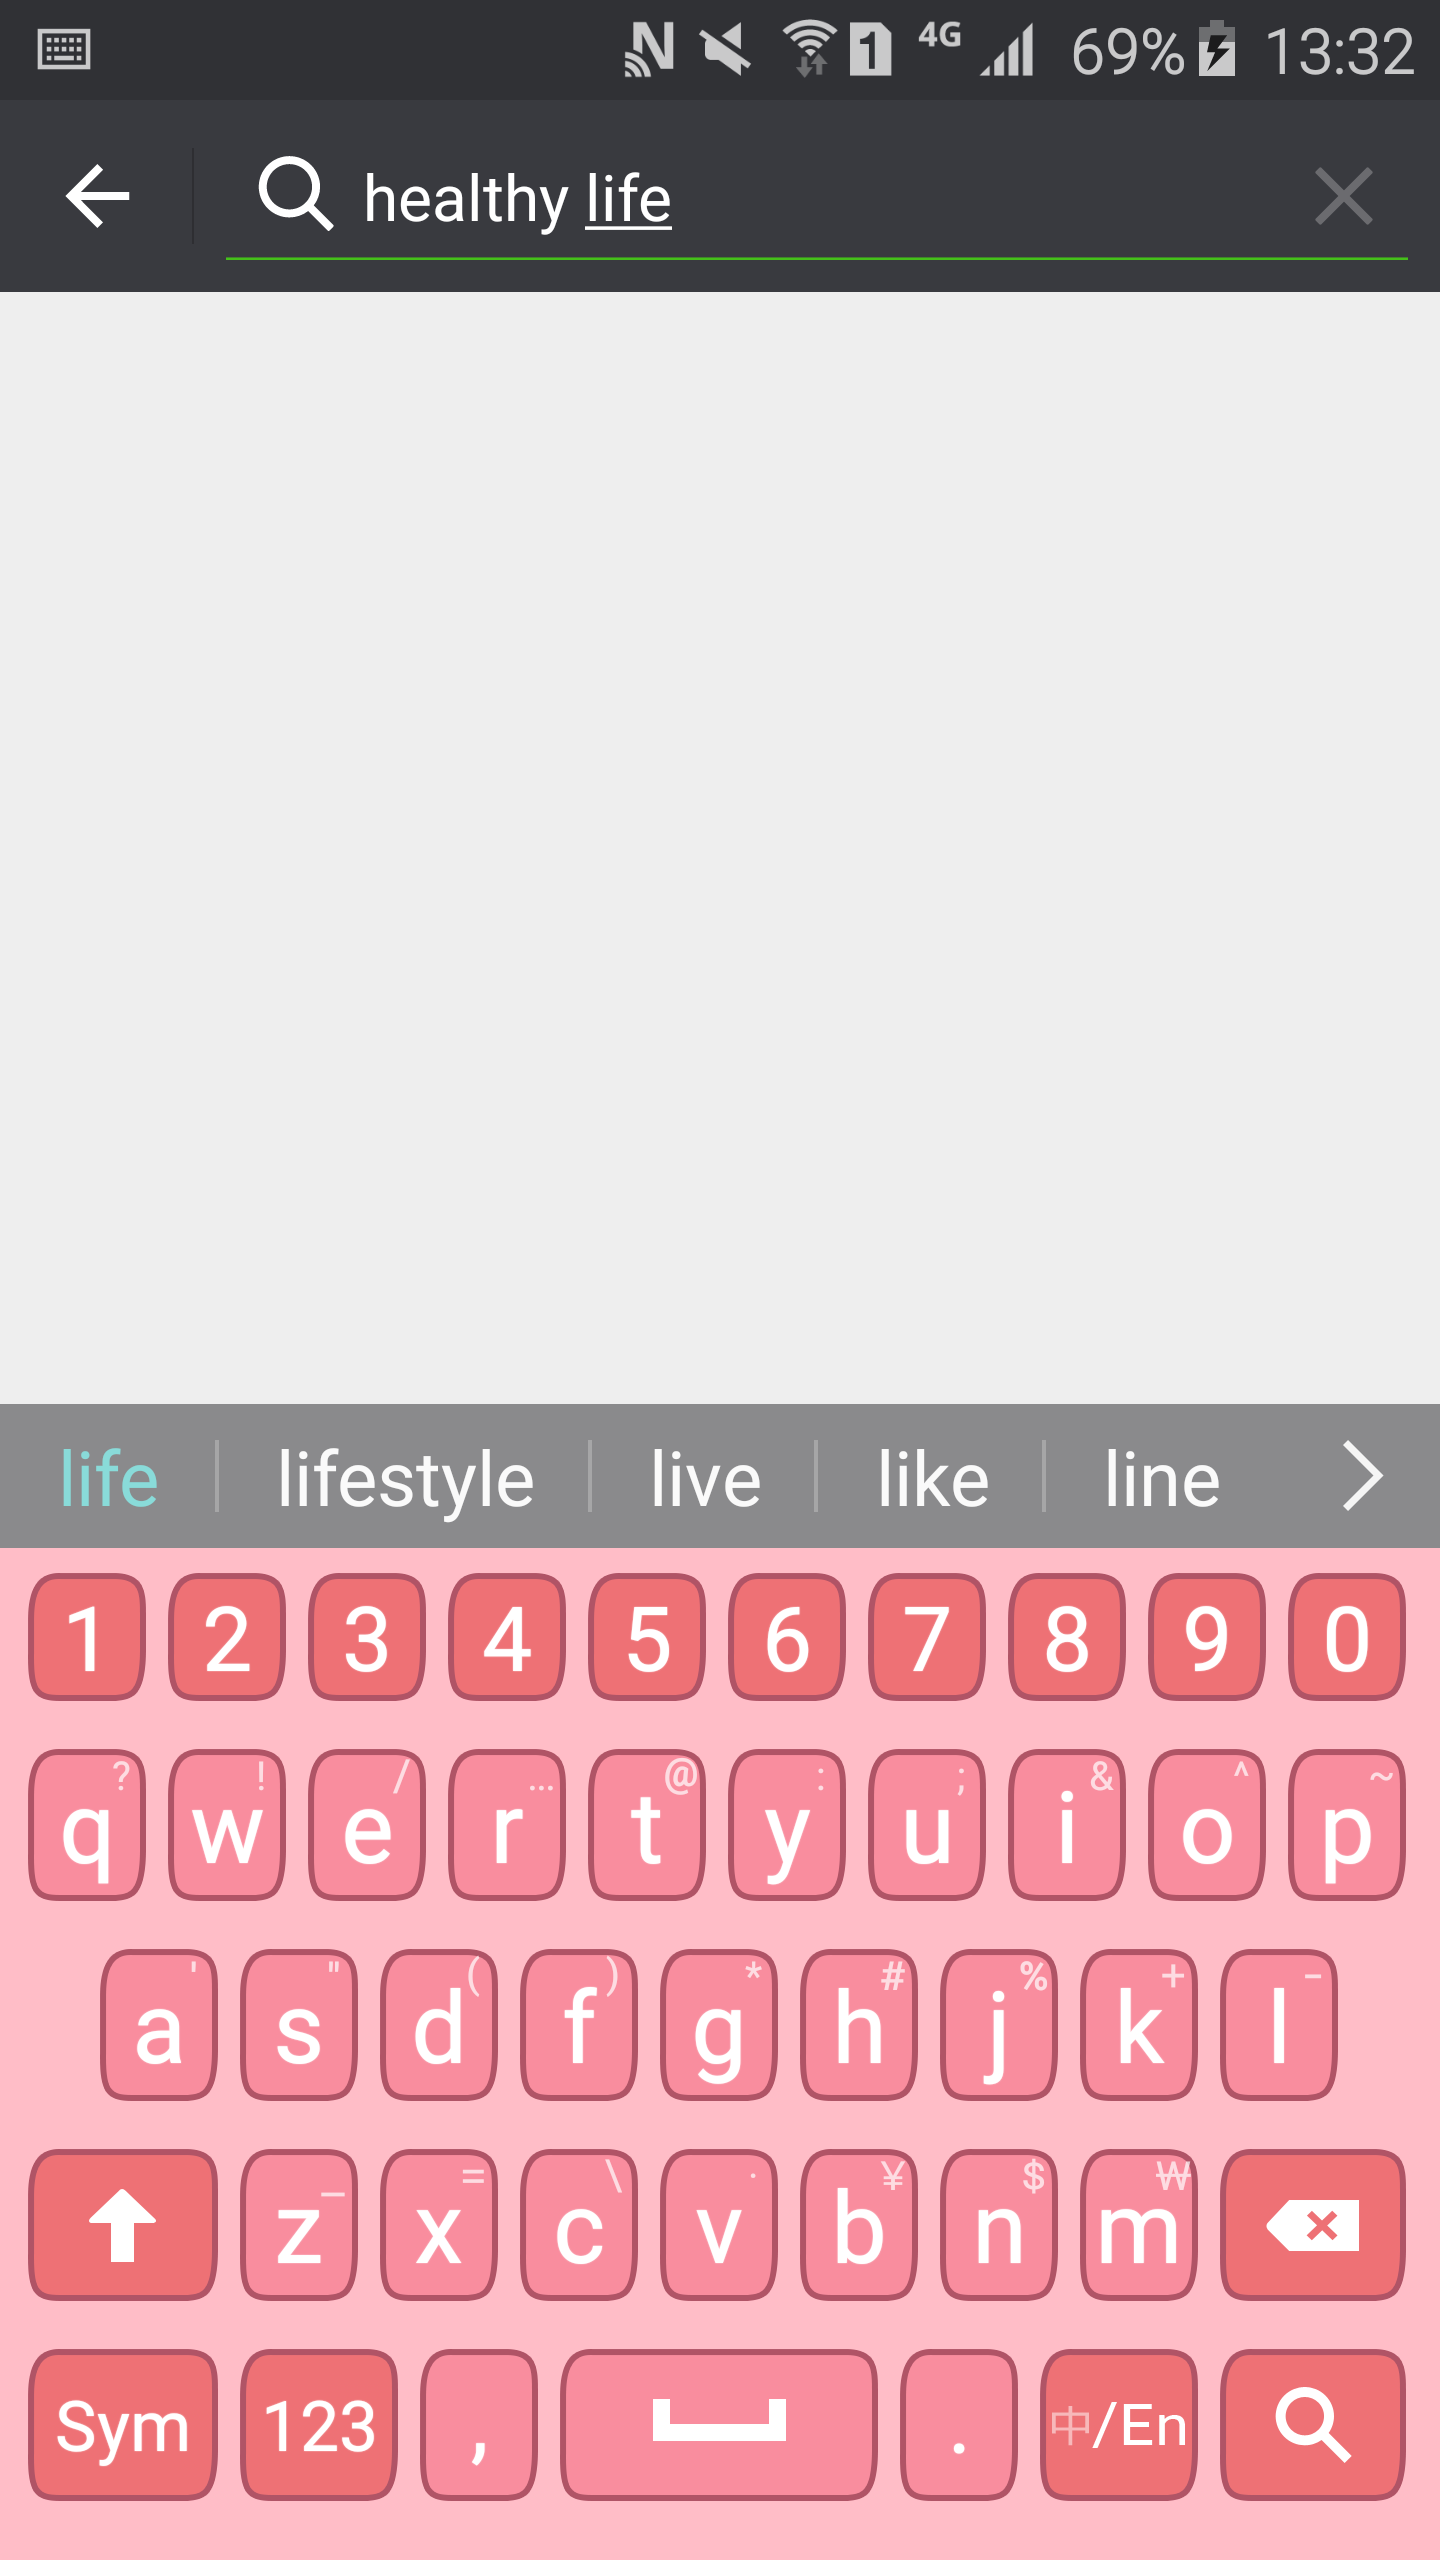 4G 69% 13:32
healthy life
life lifestyle live like line
1 2 3 4 5 6 7 8 9 0
? ! / ... @ : ; & ^ ~
q w e r t y u i o p
' " ( ) * # % + -
a s d f g h j k l
_ = \ · ¥ $ ₩
z x c v b n m
Sym 123 , . 中/En